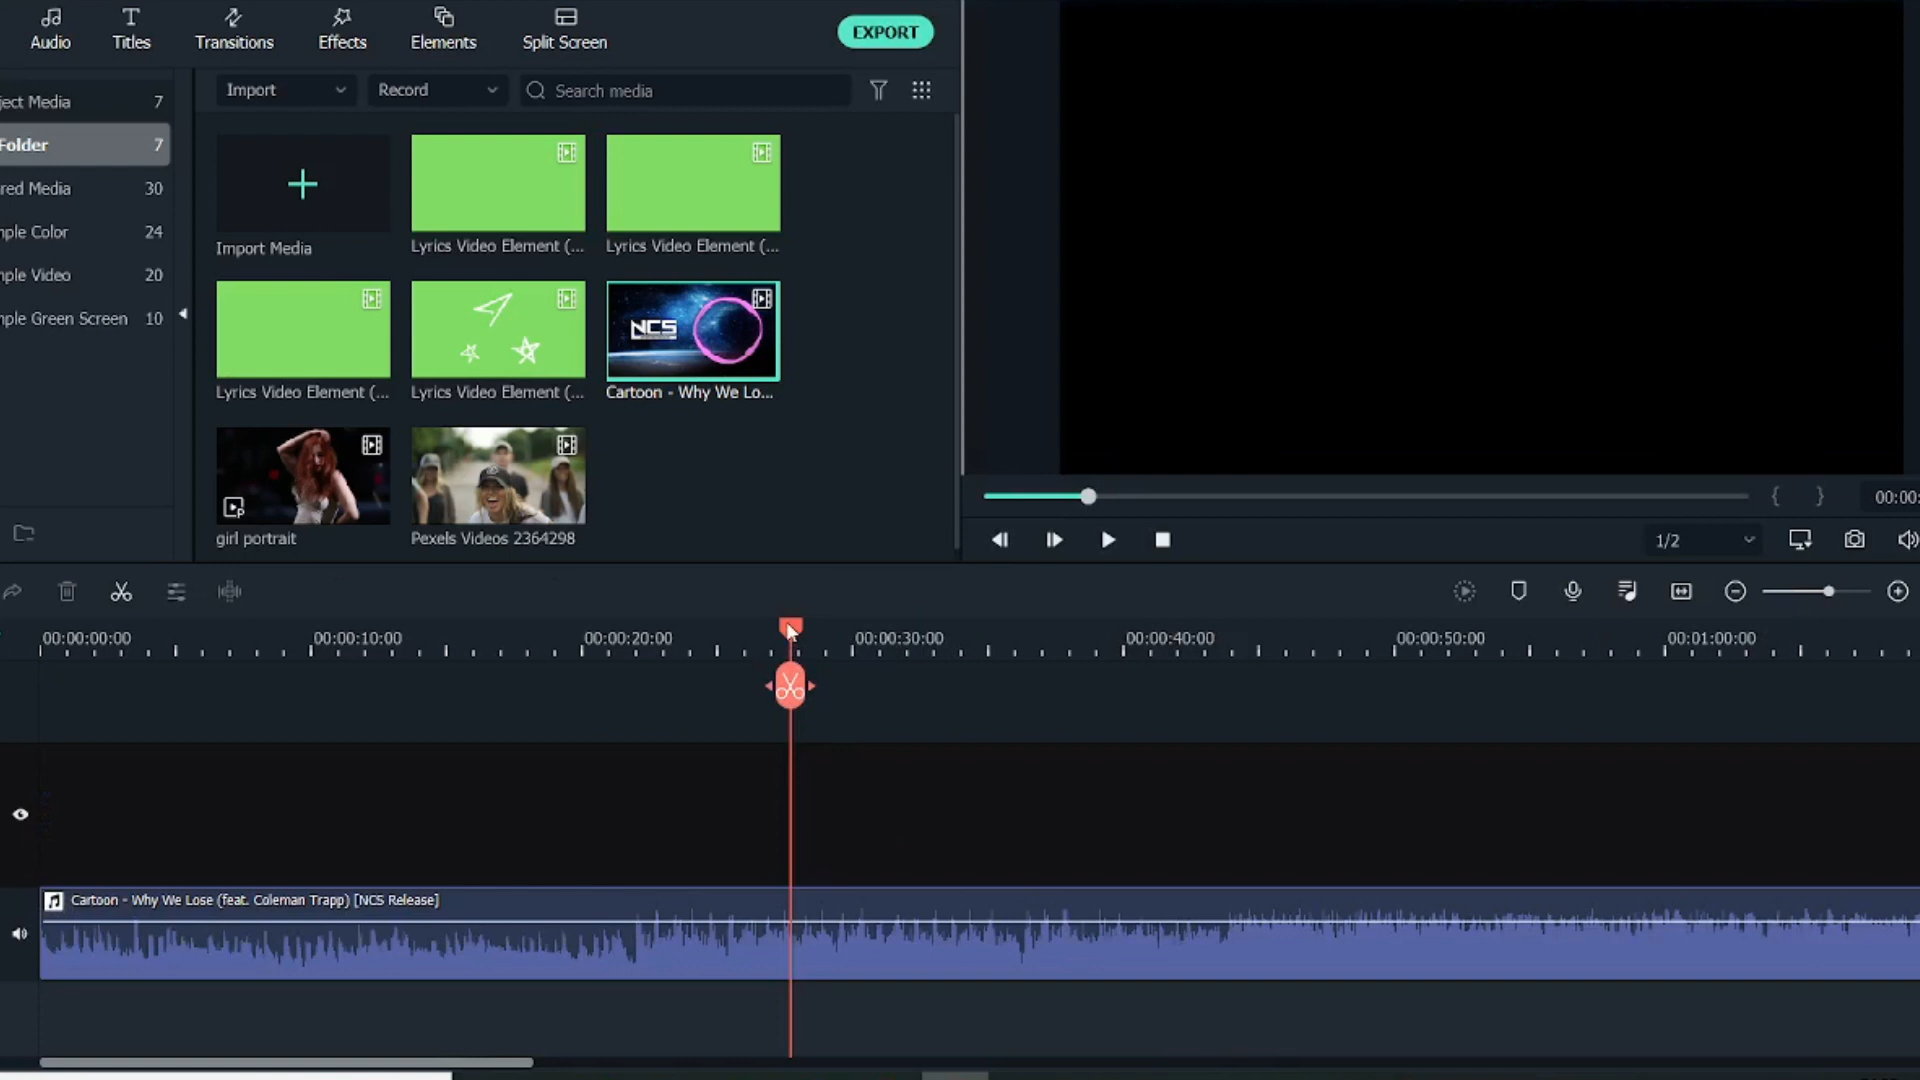 Audio
Titles
Transitions
Effects
Elements
Split Screen
EXPORT
ject Media 7
Folder 7
red Media 30
mple Color 24
mple Video 20
mple Green Screen 10
Import
Record
Search media
Import Media
Lyrics Video Element (...
Lyrics Video Element (...
Lyrics Video Element (...
Lyrics Video Element (...
NCS
Cartoon - Why We Lo...
girl portrait
Pexels Videos 2364298
{ }
00:00:
1/2
00:00:00:00
00:00:10:00
00:00:20:00
00:00:30:00
00:00:40:00
00:00:50:00
00:01:00:00
Cartoon - Why We Lose (feat. Coleman Trapp) [NCS Release]